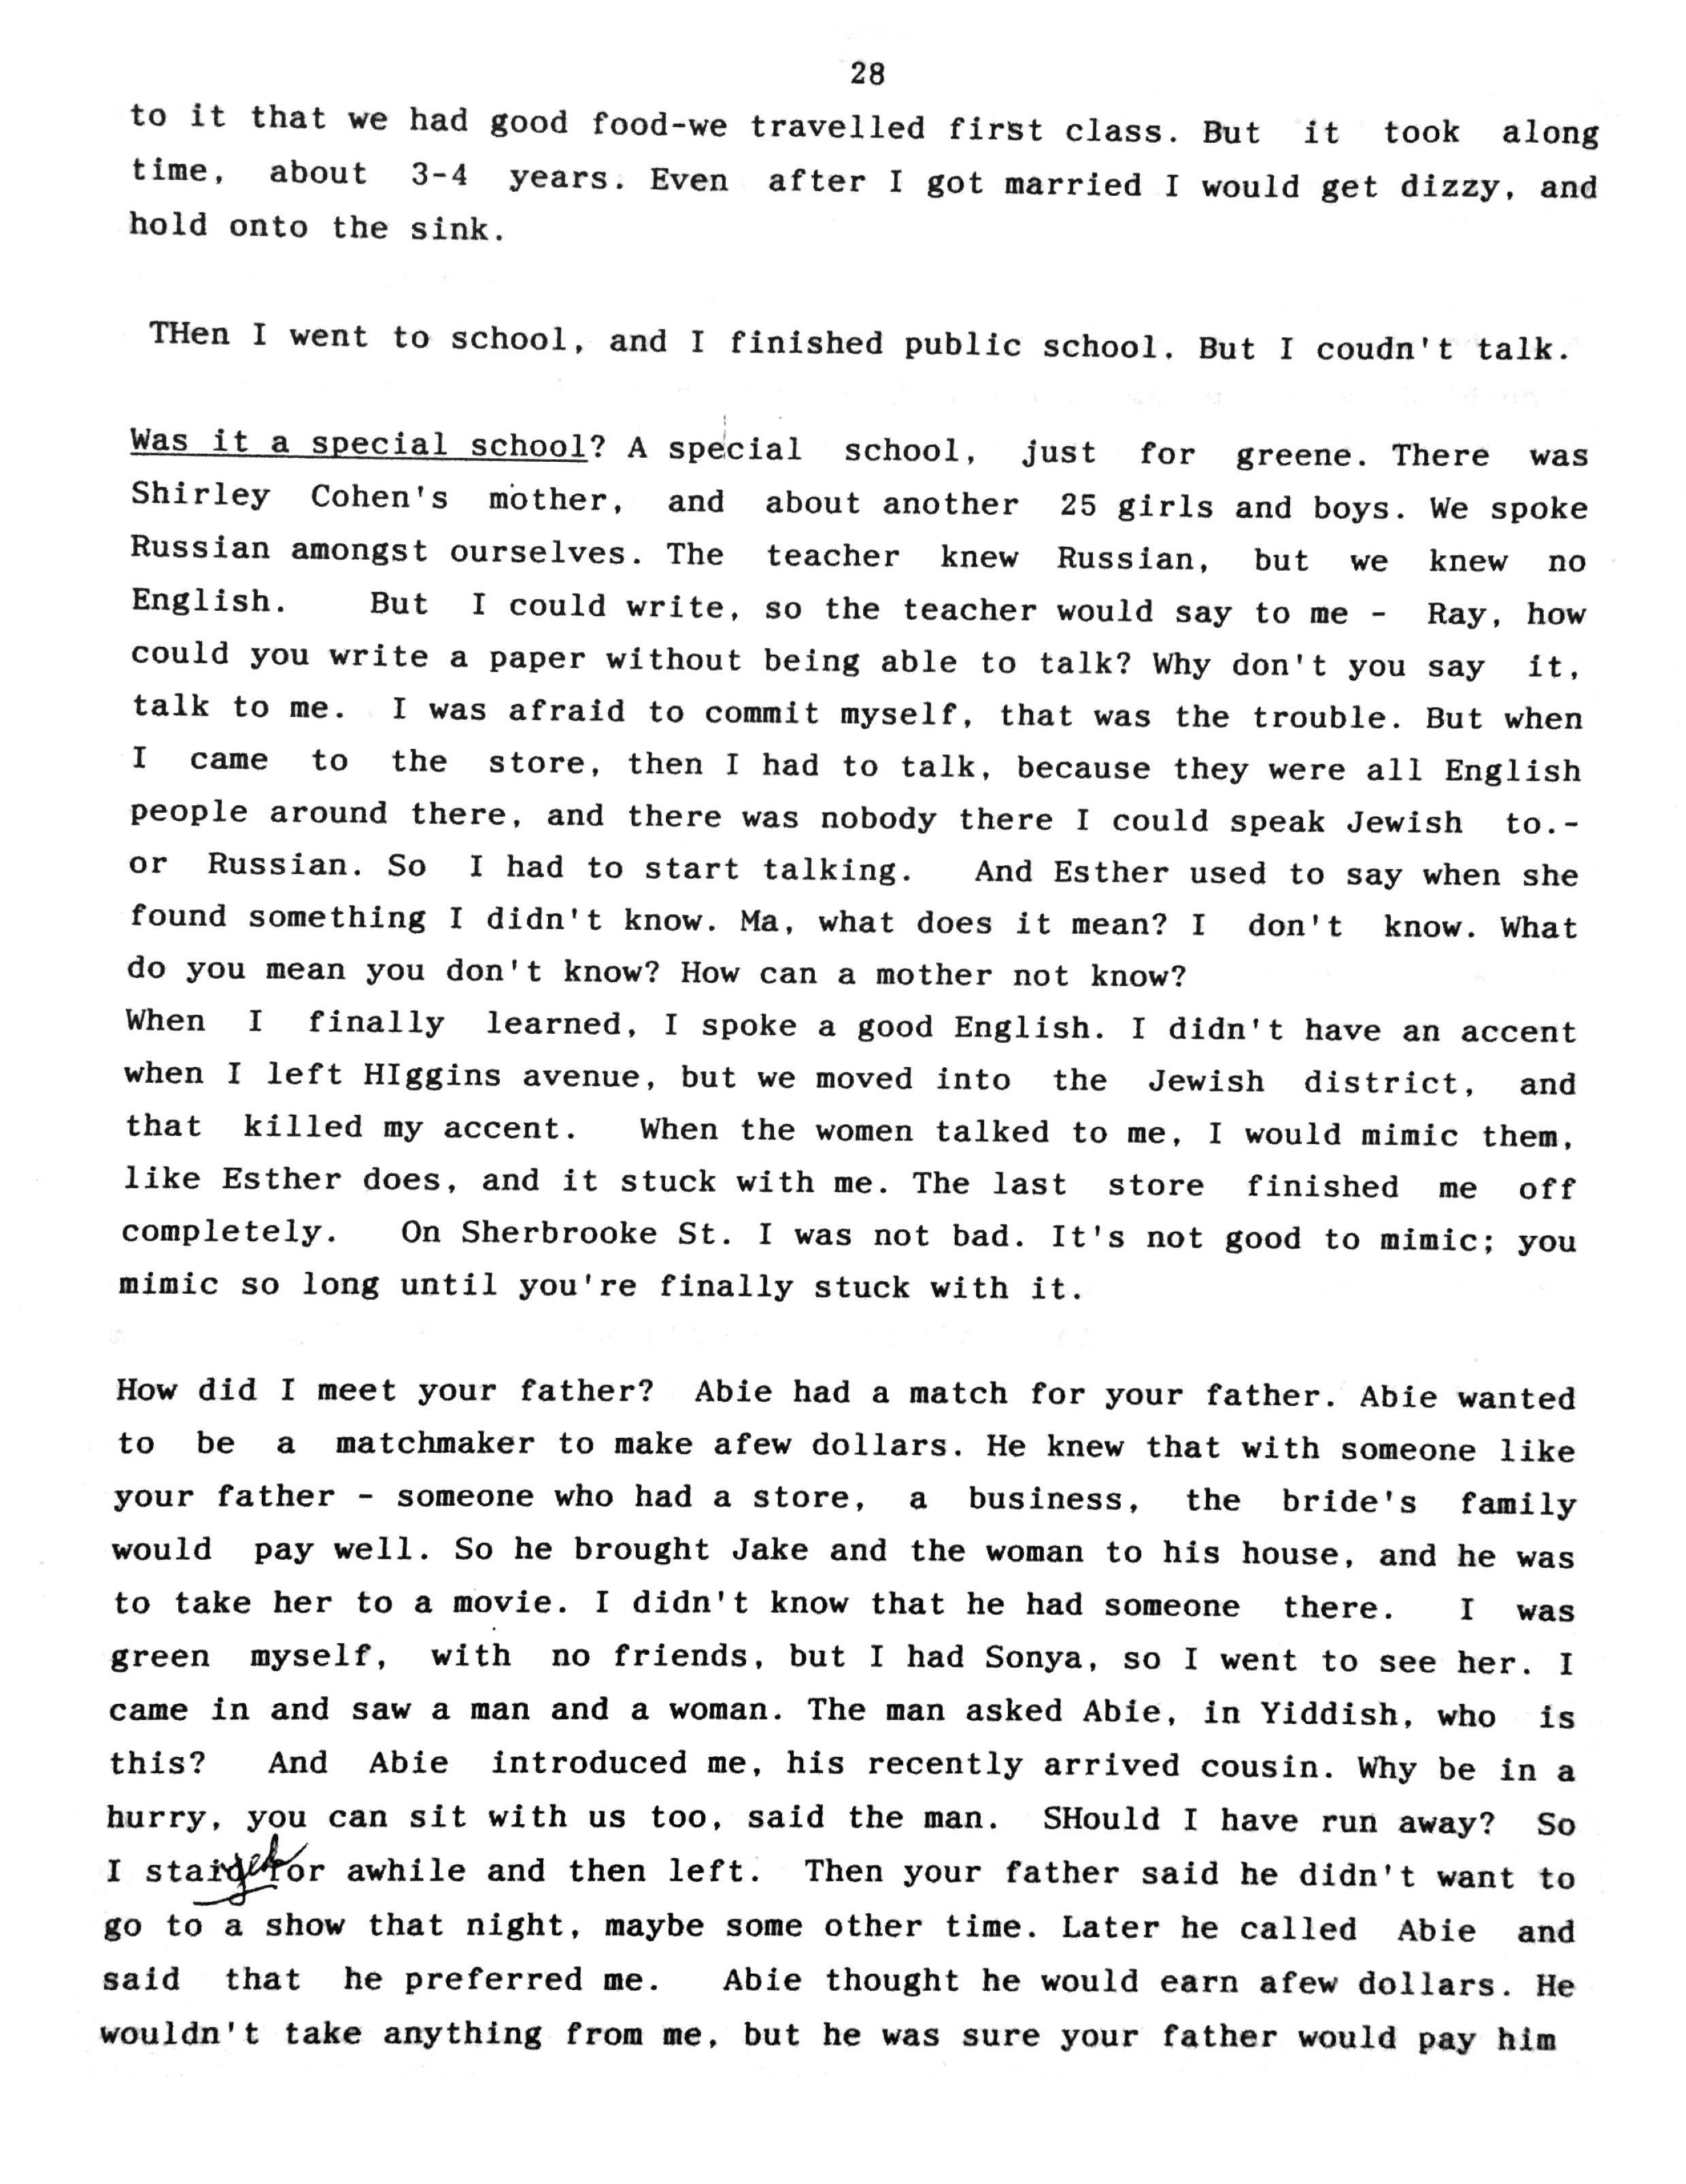 28
to it that we had good food-we travelled first class. But it took along
time, about 3-4 years. Even after I got married I would get dizzy, and
hold onto the sink.
THen I went to school, and I finished public school. But I coudn't talk.
Was it a special school? A special school, just for greene. There was
Shirley Cohen's mother, and about another 25 girls and boys. We spoke
Russian amongst ourselves. The teacher knew Russian, but we knew no
English. But I could write, so the teacher would say to me - Ray, how
could you write a paper without being able to talk? Why don't you say it,
talk to me. I was afraid to commit myself, that was the trouble. But when
I came to the store, then I had to talk, because they were all English
people around there, and there was nobody there I could speak Jewish to.-
or Russian. So I had to start talking. And Esther used to say when she
found something I didn't know. Ma, what does it mean? I don't know. What
do you mean you don't know? How can a mother not know?
When I finally learned, I spoke a good English. I didn't have an accent
when I left HIggins avenue, but we moved into the Jewish district, and
that killed my accent. When the women talked to me, I would mimic them,
like Esther does, and it stuck with me. The last store finished me off
completely. On Sherbrooke St. I was not bad. It's not good to mimic; you
mimic so long until you're finally stuck with it.
How did I meet your father? Abie had a match for your father. Abie wanted
to be a matchmaker to make afew dollars. He knew that with someone like
your father - someone who had a store, a business, the bride's family
would pay well. So he brought Jake and the woman to his house, and he was
to take her to a movie. I didn't know that he had someone there. I was
green myself, with no friends, but I had Sonya, so I went to see her. I
came in and saw a man and a woman. The man asked Abie, in Yiddish, who is
this? And Abie introduced me, his recently arrived cousin. Why be in a
hurry, you can sit with us too, said the man. SHould I have run away? So
I stayed for awhile and then left. Then your father said he didn't want to
go to a show that night, maybe some other time. Later he called Abie and
said that he preferred me. Abie thought he would earn afew dollars. He
wouldn't take anything from me, but he was sure your father would pay him